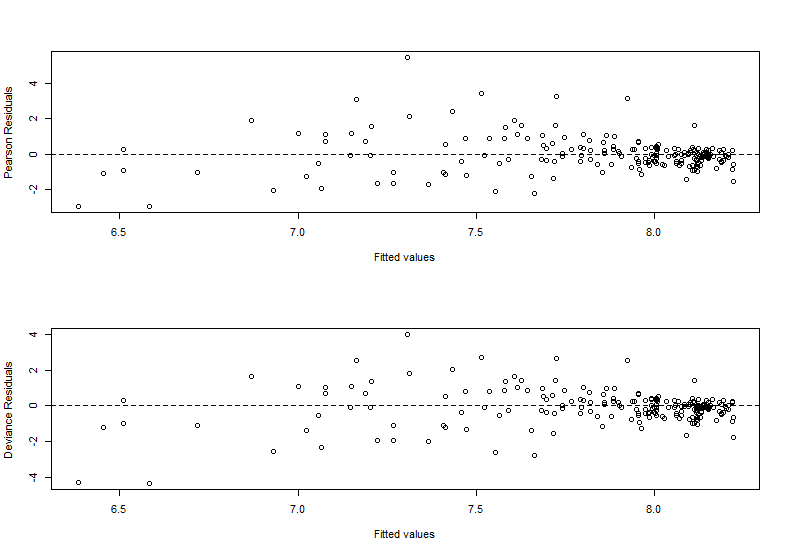 Pearson Residuals
4
2
0
-2
6.5 7.0 7.5 8.0
Fitted values
Deviance Residuals
4
2
0
-2
-4
6.5 7.0 7.5 8.0
Fitted values